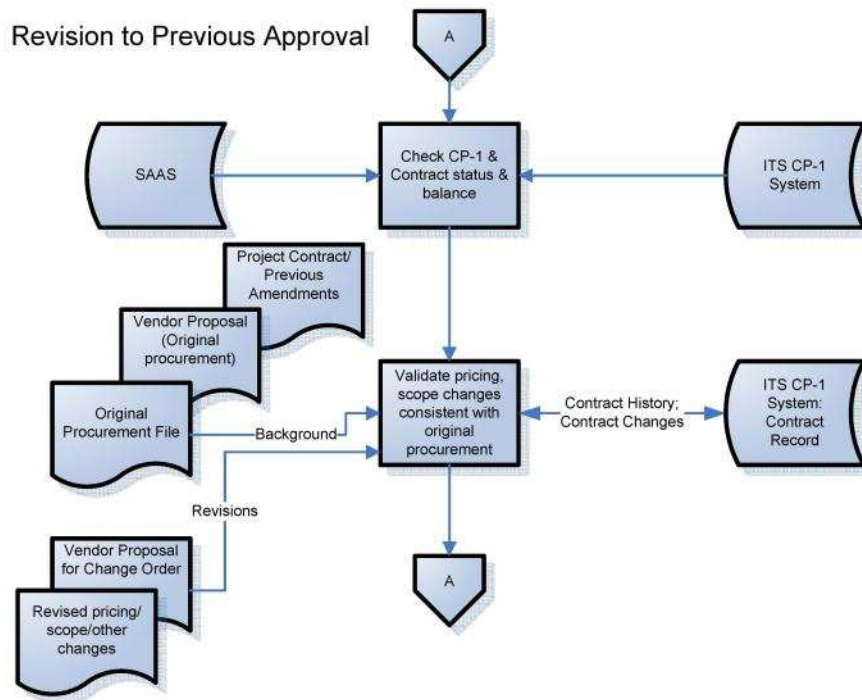 Revision to Previous Approval
A
SAAS
Check CP-1 &
Contract status &
balance
ITS CP-1
System
Project Contract/
Previous
Amendments
Vendor Proposal
(Original
procurement)
Original
Procurement File
Background
Validate pricing,
scope changes
consistent with
original
procurement
Contract History;
Contract Changes
ITS CP-1
System:
Contract
Record
Revisions
Vendor Proposal
for Change Order
Revised pricing/
scope/other
changes
A